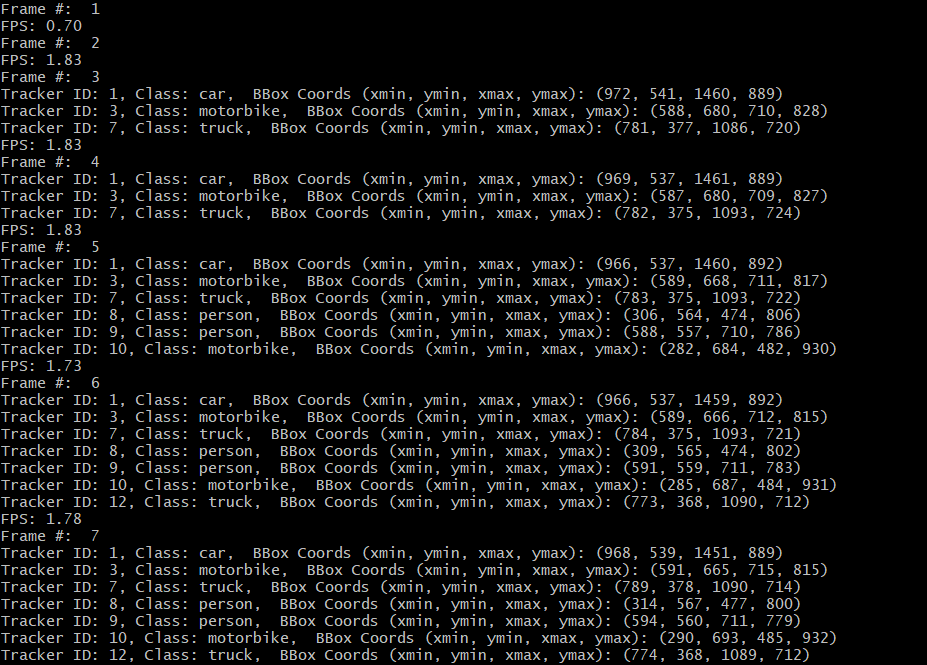 Frame #:  1
FPS: 0.70
Frame #:  2
FPS: 1.83
Frame #:  3
Tracker ID: 1, Class: car,  BBox Coords (xmin, ymin, xmax, ymax): (972, 541, 1460, 889)
Tracker ID: 3, Class: motorbike,  BBox Coords (xmin, ymin, xmax, ymax): (588, 680, 710, 828)
Tracker ID: 7, Class: truck,  BBox Coords (xmin, ymin, xmax, ymax): (781, 377, 1086, 720)
FPS: 1.83
Frame #:  4
Tracker ID: 1, Class: car,  BBox Coords (xmin, ymin, xmax, ymax): (969, 537, 1461, 889)
Tracker ID: 3, Class: motorbike,  BBox Coords (xmin, ymin, xmax, ymax): (587, 680, 709, 827)
Tracker ID: 7, Class: truck,  BBox Coords (xmin, ymin, xmax, ymax): (782, 375, 1093, 724)
FPS: 1.83
Frame #:  5
Tracker ID: 1, Class: car,  BBox Coords (xmin, ymin, xmax, ymax): (966, 537, 1460, 892)
Tracker ID: 3, Class: motorbike,  BBox Coords (xmin, ymin, xmax, ymax): (589, 668, 711, 817)
Tracker ID: 7, Class: truck,  BBox Coords (xmin, ymin, xmax, ymax): (783, 375, 1093, 722)
Tracker ID: 8, Class: person,  BBox Coords (xmin, ymin, xmax, ymax): (306, 564, 474, 806)
Tracker ID: 9, Class: person,  BBox Coords (xmin, ymin, xmax, ymax): (588, 557, 710, 786)
Tracker ID: 10, Class: motorbike,  BBox Coords (xmin, ymin, xmax, ymax): (282, 684, 482, 930)
FPS: 1.73
Frame #:  6
Tracker ID: 1, Class: car,  BBox Coords (xmin, ymin, xmax, ymax): (966, 537, 1459, 892)
Tracker ID: 3, Class: motorbike,  BBox Coords (xmin, ymin, xmax, ymax): (589, 666, 712, 815)
Tracker ID: 7, Class: truck,  BBox Coords (xmin, ymin, xmax, ymax): (784, 375, 1093, 721)
Tracker ID: 8, Class: person,  BBox Coords (xmin, ymin, xmax, ymax): (309, 565, 474, 802)
Tracker ID: 9, Class: person,  BBox Coords (xmin, ymin, xmax, ymax): (591, 559, 711, 783)
Tracker ID: 10, Class: motorbike,  BBox Coords (xmin, ymin, xmax, ymax): (285, 687, 484, 931)
Tracker ID: 12, Class: truck,  BBox Coords (xmin, ymin, xmax, ymax): (773, 368, 1090, 712)
FPS: 1.78
Frame #:  7
Tracker ID: 1, Class: car,  BBox Coords (xmin, ymin, xmax, ymax): (968, 539, 1451, 889)
Tracker ID: 3, Class: motorbike,  BBox Coords (xmin, ymin, xmax, ymax): (591, 665, 715, 815)
Tracker ID: 7, Class: truck,  BBox Coords (xmin, ymin, xmax, ymax): (789, 378, 1090, 714)
Tracker ID: 8, Class: person,  BBox Coords (xmin, ymin, xmax, ymax): (314, 567, 477, 800)
Tracker ID: 9, Class: person,  BBox Coords (xmin, ymin, xmax, ymax): (594, 560, 711, 779)
Tracker ID: 10, Class: motorbike,  BBox Coords (xmin, ymin, xmax, ymax): (290, 693, 485, 932)
Tracker ID: 12, Class: truck,  BBox Coords (xmin, ymin, xmax, ymax): (774, 368, 1089, 712)